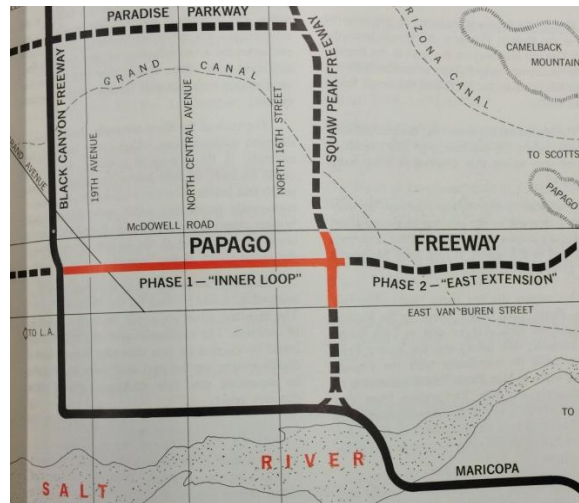 PARADISE PARKWAY
GRAND CANAL
ARIZONA CANAL
CAMELBACK
MOUNTAIN
BLACK CANYON FREEWAY
19TH AVENUE
NORTH CENTRAL AVENUE
NORTH 16TH STREET
SQUAW PEAK FREEWAY
TO SCOTTS
PAPAGO
GRAND AVENUE
McDOWELL ROAD
PAPAGO FREEWAY
PHASE 1—"INNER LOOP"
PHASE 2—"EAST EXTENSION"
EAST VAN BUREN STREET
TO L.A.
TO
SALT RIVER
MARICOPA